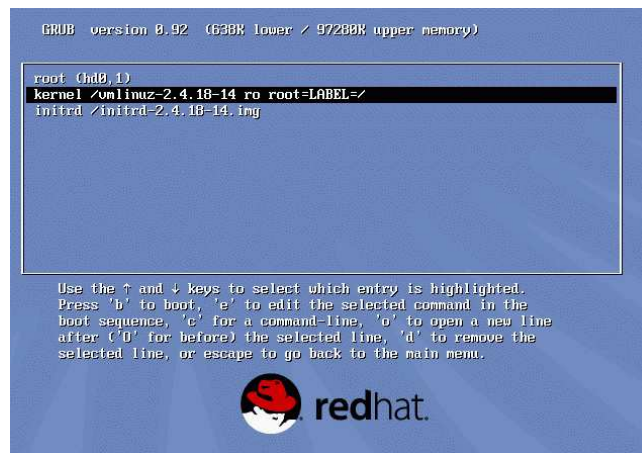 GRUB version 0.92 (638K lower / 97280K upper memory)
root (hd0,1)
kernel /vmlinuz-2.4.18-14 ro root=LABEL=/
initrd /initrd-2.4.18-14.img
Use the ↑ and ↓ keys to select which entry is highlighted.
Press 'b' to boot, 'e' to edit the selected command in the
boot sequence, 'c' for a command-line, 'o' to open a new line
after ('O' for before) the selected line, 'd' to remove the
selected line, or escape to go back to the main menu.
redhat.